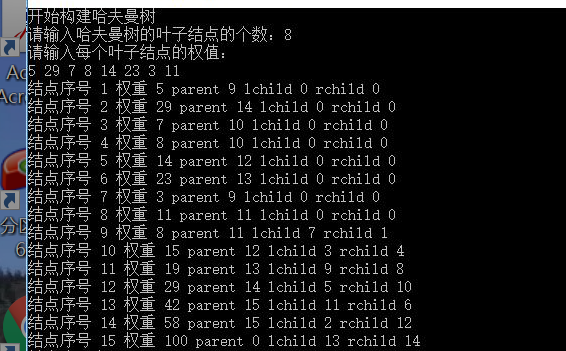 开始构建哈夫曼树
请输入哈夫曼树的叶子结点的个数：8
请输入每个叶子结点的权值：
5 29 7 8 14 23 3 11
结点序号 1 权重 5 parent 9 lchild 0 rchild 0
结点序号 2 权重 29 parent 14 lchild 0 rchild 0
结点序号 3 权重 7 parent 10 lchild 0 rchild 0
结点序号 4 权重 8 parent 10 lchild 0 rchild 0
结点序号 5 权重 14 parent 12 lchild 0 rchild 0
结点序号 6 权重 23 parent 13 lchild 0 rchild 0
结点序号 7 权重 3 parent 9 lchild 0 rchild 0
结点序号 8 权重 11 parent 11 lchild 0 rchild 0
结点序号 9 权重 8 parent 11 lchild 7 rchild 1
结点序号 10 权重 15 parent 12 lchild 3 rchild 4
结点序号 11 权重 19 parent 13 lchild 9 rchild 8
结点序号 12 权重 29 parent 14 lchild 5 rchild 10
结点序号 13 权重 42 parent 15 lchild 11 rchild 6
结点序号 14 权重 58 parent 15 lchild 2 rchild 12
结点序号 15 权重 100 parent 0 lchild 13 rchild 14